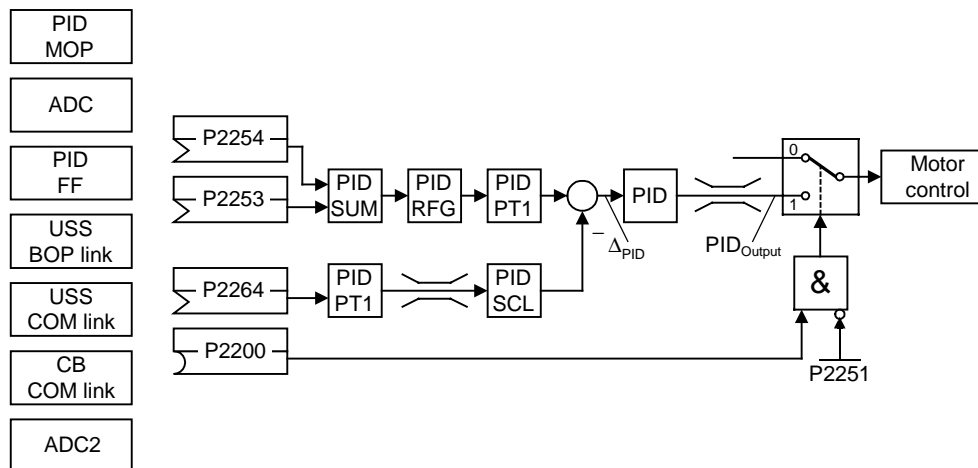 PID
MOP
ADC
PID
FF
USS
BOP link
USS
COM link
CB
COM link
ADC2
P2254
P2253
P2264
P2200
PID
SUM
PID
RFG
PID
PT1
PID
PT1
PID
SCL
−
ΔPID
PID
PIDOutput
0
1
Motor
control
&
P2251